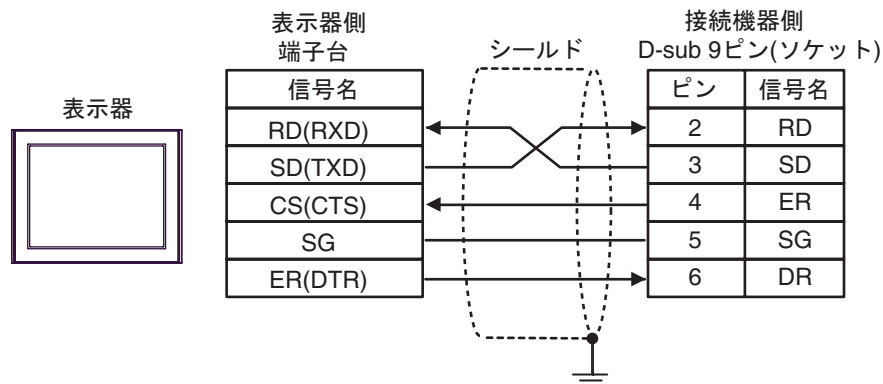 表示器
表示器側
端子台
信号名
RD(RXD)
SD(TXD)
CS(CTS)
SG
ER(DTR)
シールド
接続機器側
D-sub 9ピン(ソケット)
ピン 信号名
2 RD
3 SD
4 ER
5 SG
6 DR